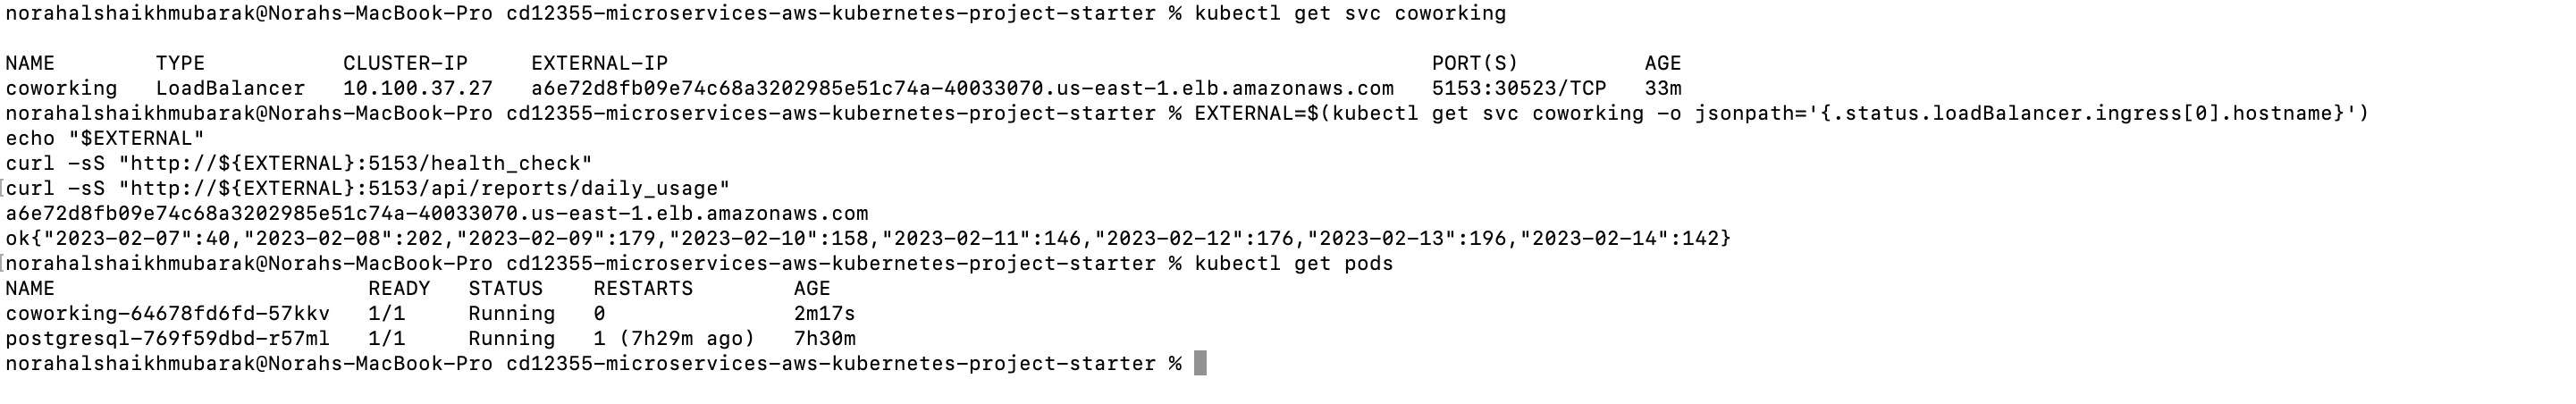 norahalshaikhmubarak@Norahs-MacBook-Pro cd12355-microservices-aws-kubernetes-project-starter % kubectl get svc coworking
NAME TYPE CLUSTER-IP EXTERNAL-IP PORT(S) AGE
coworking LoadBalancer 10.100.37.27 a6e72d8fb09e74c68a3202985e51c74a-40033070.us-east-1.elb.amazonaws.com 5153:30523/TCP 33m
norahalshaikhmubarak@Norahs-MacBook-Pro cd12355-microservices-aws-kubernetes-project-starter % EXTERNAL=$(kubectl get svc coworking -o jsonpath='{.status.loadBalancer.ingress[0].hostname}')
echo "$EXTERNAL"
curl -sS "http://${EXTERNAL}:5153/health_check"
curl -sS "http://${EXTERNAL}:5153/api/reports/daily_usage"
a6e72d8fb09e74c68a3202985e51c74a-40033070.us-east-1.elb.amazonaws.com
ok{"2023-02-07":40,"2023-02-08":202,"2023-02-09":179,"2023-02-10":158,"2023-02-11":146,"2023-02-12":176,"2023-02-13":196,"2023-02-14":142}
norahalshaikhmubarak@Norahs-MacBook-Pro cd12355-microservices-aws-kubernetes-project-starter % kubectl get pods
NAME READY STATUS RESTARTS AGE
coworking-64678fd6fd-57kkv 1/1 Running 0 2m17s
postgresql-769f59dbd-r57ml 1/1 Running 1 (7h29m ago) 7h30m
norahalshaikhmubarak@Norahs-MacBook-Pro cd12355-microservices-aws-kubernetes-project-starter %